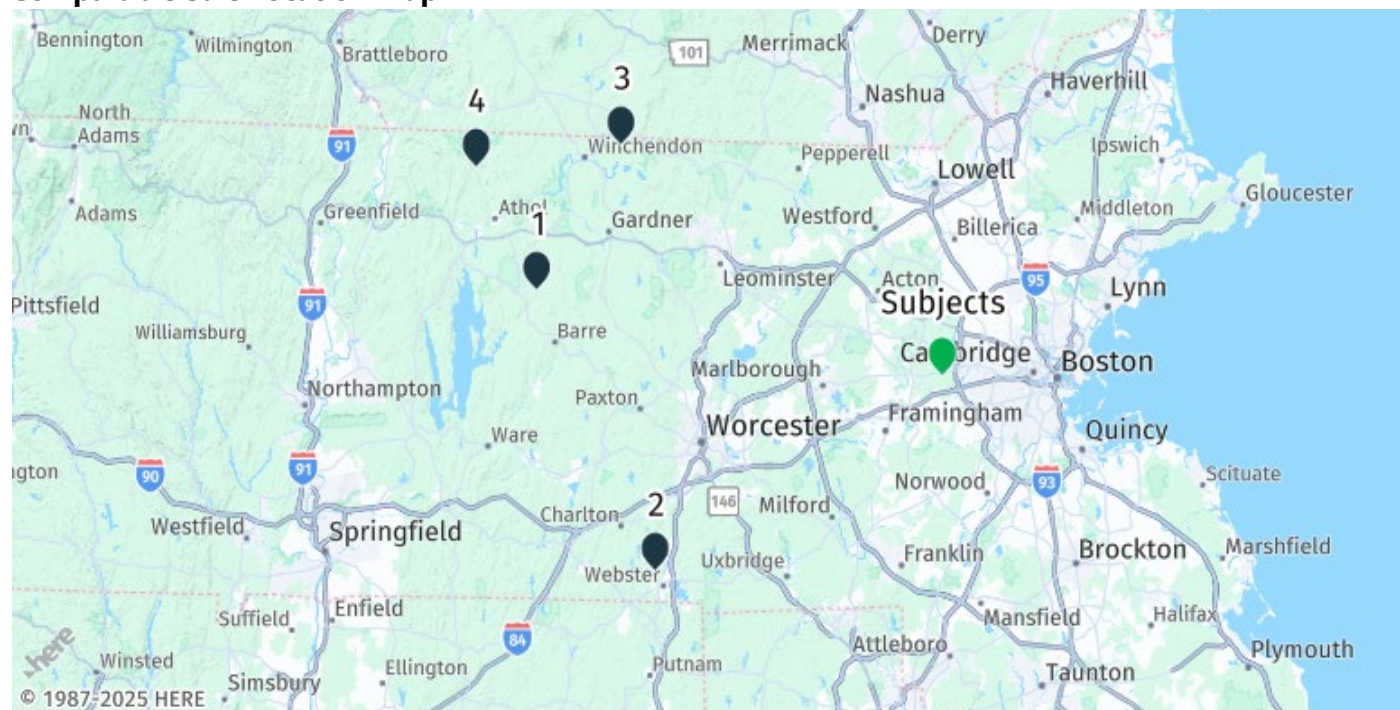 Bennington
Wilmington
Brattleboro
Merrimack
Derry
101
Nashua
Haverhill
3
4
North
Adams
91
Winchendon
Pepperell
Ipswich
Lowell
Adams
Greenfield
Athol
Gardner
Westford
Billerica
Middleton
Gloucester
1
Leominster
Acton
95
Lynn
Pittsfield
91
Subjects
Williamsburg
Barre
Cambridge
Boston
Marlborough
Northampton
Paxton
Framingham
Worcester
Quincy
Ware
ngton
90
91
Norwood
93
Scituate
Westfield
Springfield
Charlton
2
146
Milford
Franklin
Brockton
Marshfield
Webster
Uxbridge
Suffield
Enfield
84
Mansfield
Halifax
Attleboro
Plymouth
here
Winsted
Ellington
Putnam
Taunton
Simsbury
© 1987-2025 HERE